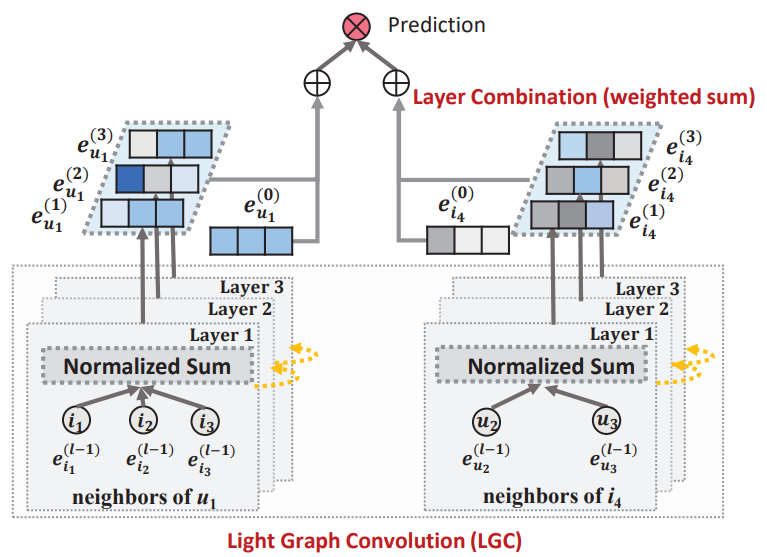 Prediction
Layer Combination (weighted sum)
e_{u_1}^{(3)}
e_{u_1}^{(2)}
e_{u_1}^{(1)}
e_{u_1}^{(0)}
e_{i_4}^{(0)}
e_{i_4}^{(3)}
e_{i_4}^{(2)}
e_{i_4}^{(1)}
Layer 3
Layer 2
Layer 1
Normalized Sum
i_1 i_2 i_3
e_{i_1}^{(l-1)} e_{i_2}^{(l-1)} e_{i_3}^{(l-1)}
neighbors of u_1
Layer 3
Layer 2
Layer 1
Normalized Sum
u_2 u_3
e_{u_2}^{(l-1)} e_{u_3}^{(l-1)}
neighbors of i_4
Light Graph Convolution (LGC)